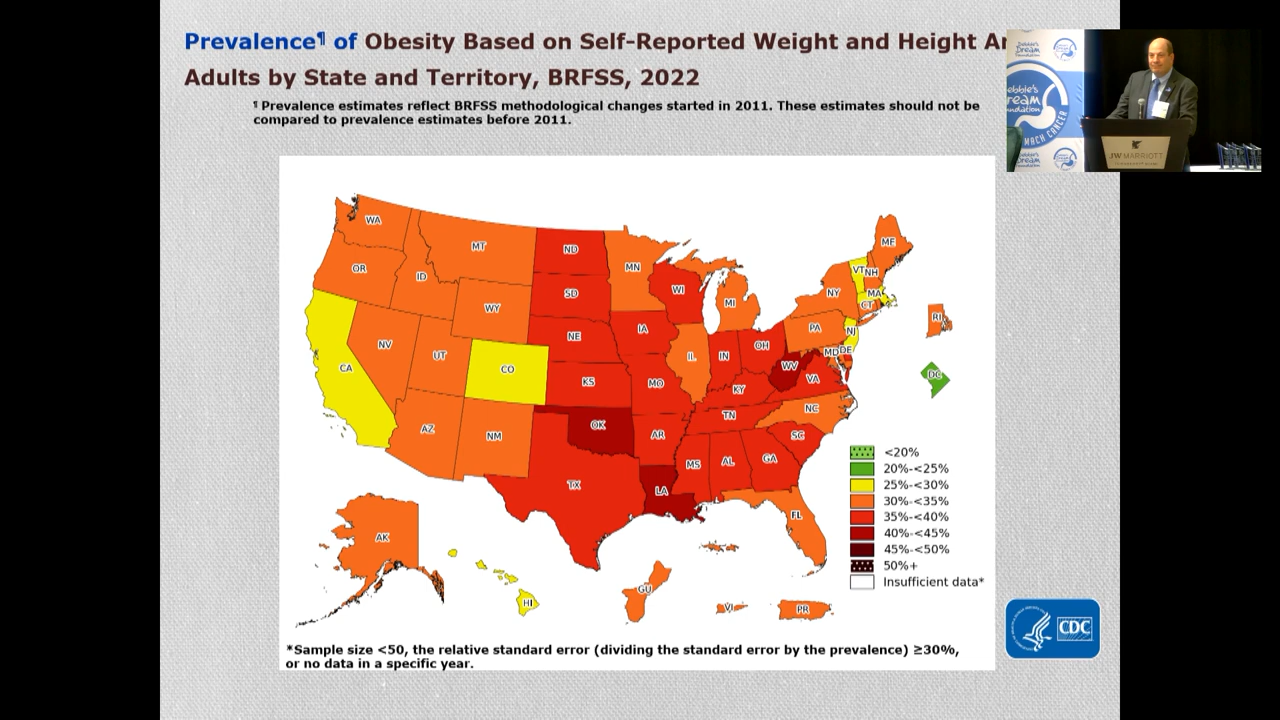 Prevalence¶ of Obesity Based on Self-Reported Weight and Height
Adults by State and Territory, BRFSS, 2022
¶ Prevalence estimates reflect BRFSS methodological changes started in 2011. These estimates should not be
compared to prevalence estimates before 2011.
Debbie's
Dream
Foundation
JW MARRIOTT
WA
MT
ND
MN
ME
OR
ID
SD
WI
VT
NH
WY
MI
NY
MA
CT
RI
NV
UT
NE
IA
PA
NJ
CA
CO
IL
IN
OH
MD
DE
DC
KS
MO
KY
WV
VA
AZ
NM
OK
AR
TN
NC
SC
TX
LA
MS
AL
GA
FL
AK
HI
GU
VI
PR
<20%
20%-<25%
25%-<30%
30%-<35%
35%-<40%
40%-<45%
45%-<50%
50%+
Insufficient data*
CDC
*Sample size <50, the relative standard error (dividing the standard error by the prevalence) ≥30%,
or no data in a specific year.